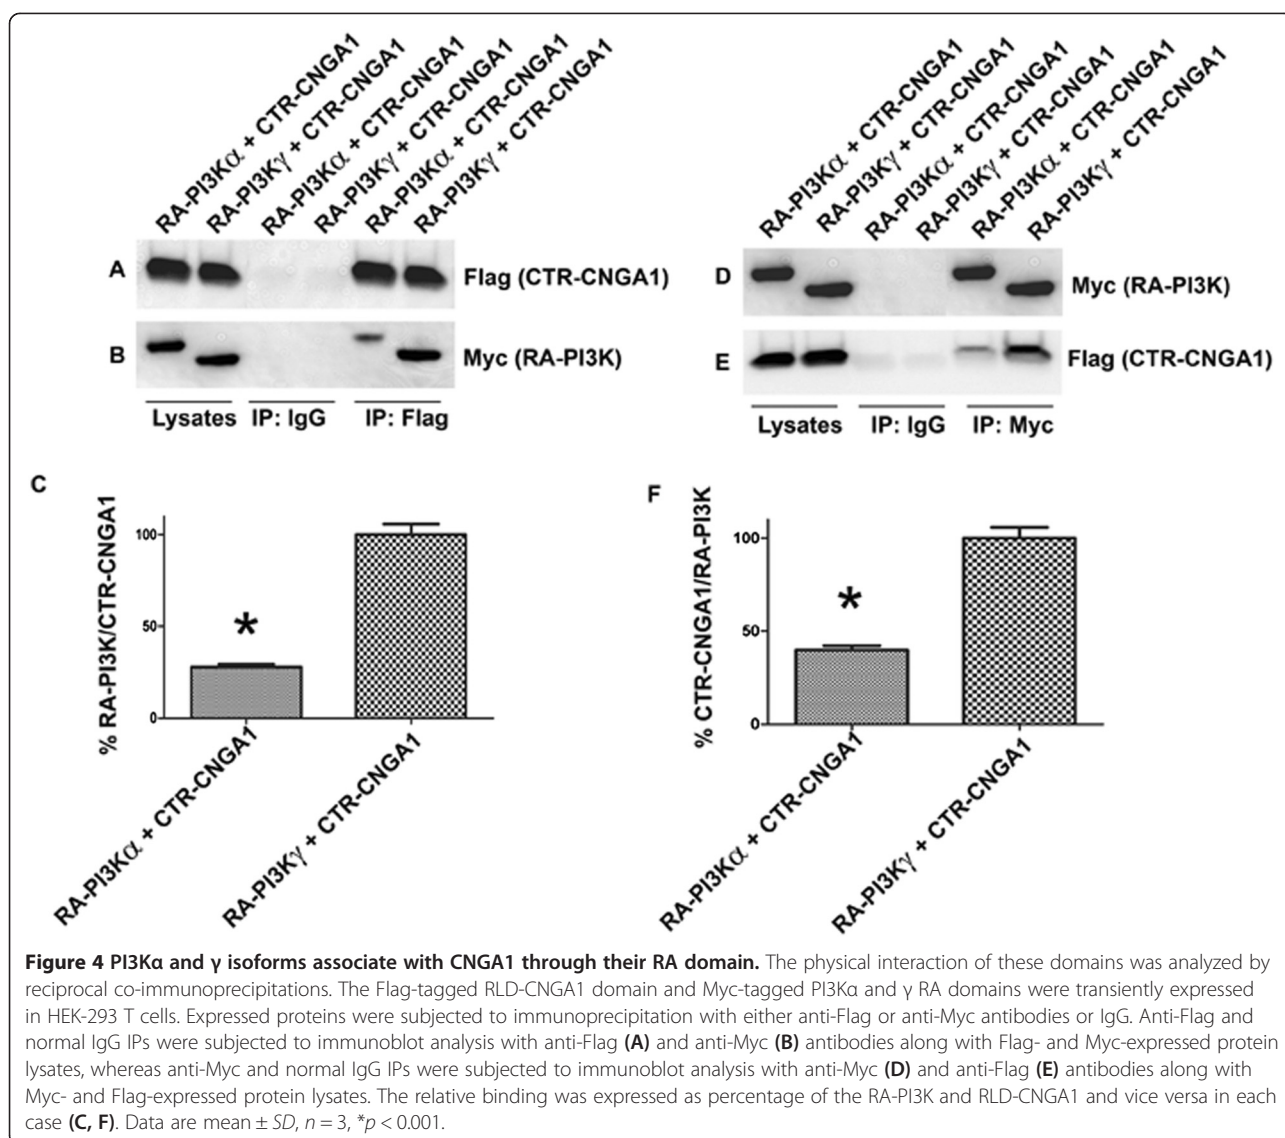 RA-PI3Kα + CTR-CNGA1
RA-PI3Kγ + CTR-CNGA1
RA-PI3Kα + CTR-CNGA1
RA-PI3Kγ + CTR-CNGA1
RA-PI3Kα + CTR-CNGA1
RA-PI3Kγ + CTR-CNGA1
A
Flag (CTR-CNGA1)
B
Myc (RA-PI3K)
Lysates IP: IgG IP: Flag
RA-PI3Kα + CTR-CNGA1
RA-PI3Kγ + CTR-CNGA1
RA-PI3Kα + CTR-CNGA1
RA-PI3Kγ + CTR-CNGA1
RA-PI3Kα + CTR-CNGA1
RA-PI3Kγ + CTR-CNGA1
D
Myc (RA-PI3K)
E
Flag (CTR-CNGA1)
Lysates IP: IgG IP: Myc
C
% RA-PI3K/CTR-CNGA1
100
50
0
*
RA-PI3Kα + CTR-CNGA1
RA-PI3Kγ + CTR-CNGA1
F
% CTR-CNGA1/RA-PI3K
100
50
0
*
RA-PI3Kα + CTR-CNGA1
RA-PI3Kγ + CTR-CNGA1
Figure 4 PI3Kα and γ isoforms associate with CNGA1 through their RA domain. The physical interaction of these domains was analyzed by
reciprocal co-immunoprecipitations. The Flag-tagged RLD-CNGA1 domain and Myc-tagged PI3Kα and γ RA domains were transiently expressed
in HEK-293 T cells. Expressed proteins were subjected to immunoprecipitation with either anti-Flag or anti-Myc antibodies or IgG. Anti-Flag and
normal IgG IPs were subjected to immunoblot analysis with anti-Flag (A) and anti-Myc (B) antibodies along with Flag- and Myc-expressed protein
lysates, whereas anti-Myc and normal IgG IPs were subjected to immunoblot analysis with anti-Myc (D) and anti-Flag (E) antibodies along with
Myc- and Flag-expressed protein lysates. The relative binding was expressed as percentage of the RA-PI3K and RLD-CNGA1 and vice versa in each
case (C, F). Data are mean ± SD, n = 3, *p < 0.001.